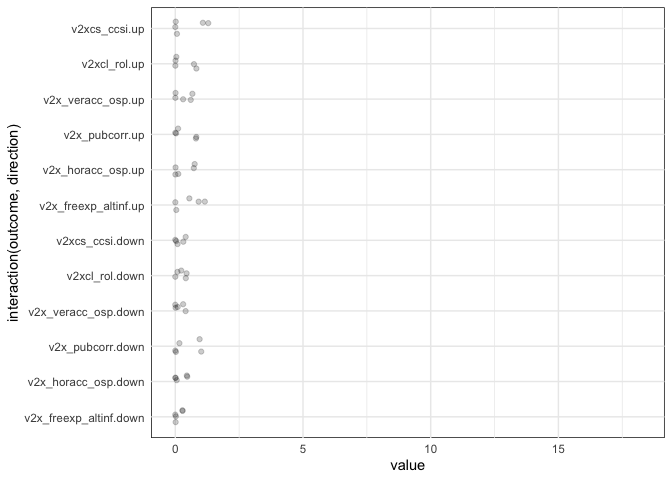 v2xcs_ccsi.up
v2xcl_rol.up
v2x_veracc_osp.up
v2x_pubcorr.up
v2x_horacc_osp.up
v2x_freexp_altinf.up
v2xcs_ccsi.down
v2xcl_rol.down
v2x_veracc_osp.down
v2x_pubcorr.down
v2x_horacc_osp.down
v2x_freexp_altinf.down
interaction(outcome, direction)
0 5 10 15
value